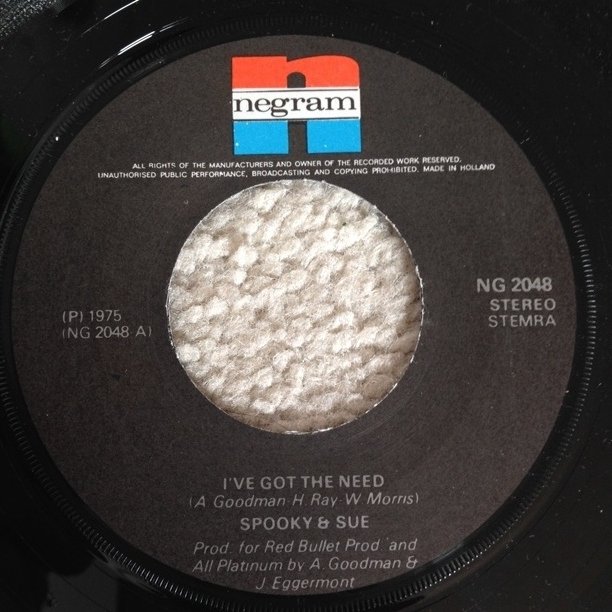 negram
ALL RIGHTS OF THE MANUFACTURERS AND OWNER OF THE RECORDED WORK RESERVED.
UNAUTHORISED PUBLIC PERFORMANCE, BROADCASTING AND COPYING PROHIBITED. MADE IN HOLLAND
(P) 1975
(NG 2048-A)
NG 2048
STEREO
STEMRA
I'VE GOT THE NEED
(A. Goodman-H. Ray-W. Morris)
SPOOKY & SUE
Prod. for Red Bullet Prod. and
All Platinum by A. Goodman &
J. Eggermont